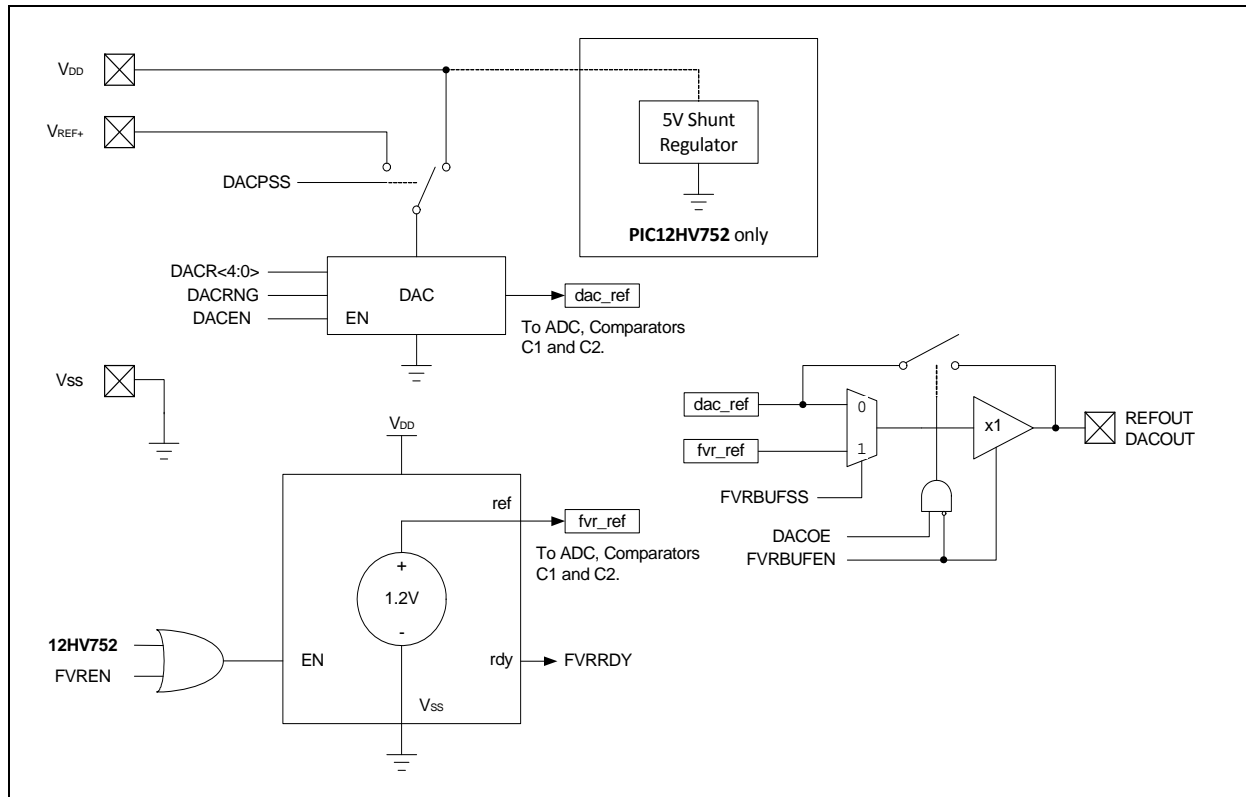 VDD
VREF+
5V Shunt
Regulator
PIC12HV752 only
DACPSS
DACR<4:0>
DACRNG
DACEN
EN
DAC
dac_ref
To ADC, Comparators
C1 and C2.
VSS
VDD
ref
fvr_ref
To ADC, Comparators
C1 and C2.
+
1.2V
-
12HV752
FVREN
EN
rdy
FVRRDY
VSS
dac_ref
0
fvr_ref
1
x1
REFOUT
DACOUT
FVRBUFSS
DACOE
FVRBUFEN